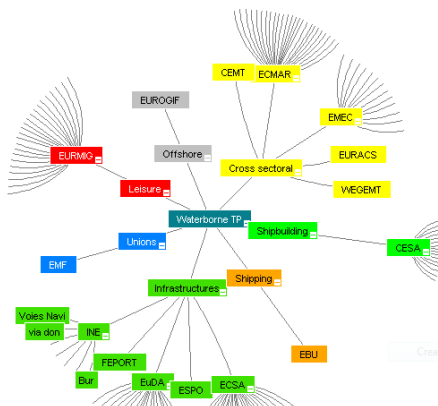 CEMT
ECMAR
EUROGIF
EMEC
Offshore
EURMIG
EURACS
Cross sectoral
Leisure
WEGEMT
Waterborne TP
Shipbuilding
Unions
CESA
EMF
Shipping
Infrastructures
Voies Navi
via don
INE
FEPORT
EBU
Bur
EuDA
ESPO
ECSA
Crea